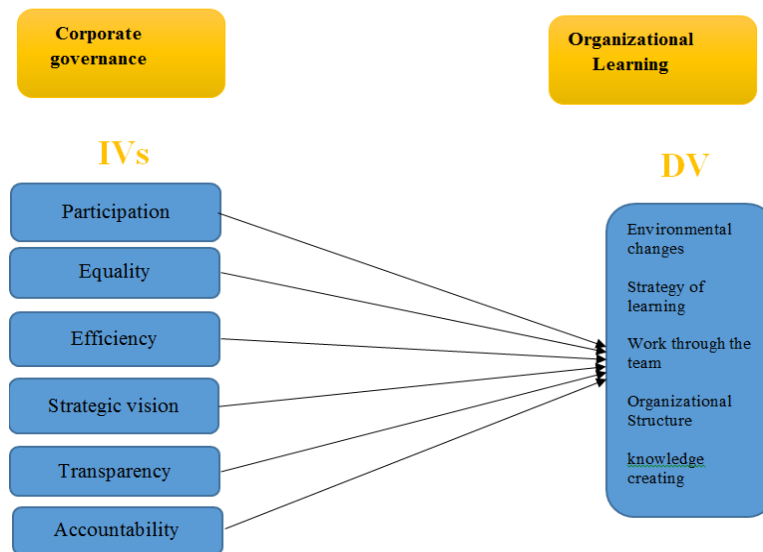 Corporate
governance
Organizational
Learning
IVs
DV
Participation
Equality
Efficiency
Strategic vision
Transparency
Accountability
Environmental
changes
Strategy of
learning
Work through the
team
Organizational
Structure
knowledge
creating